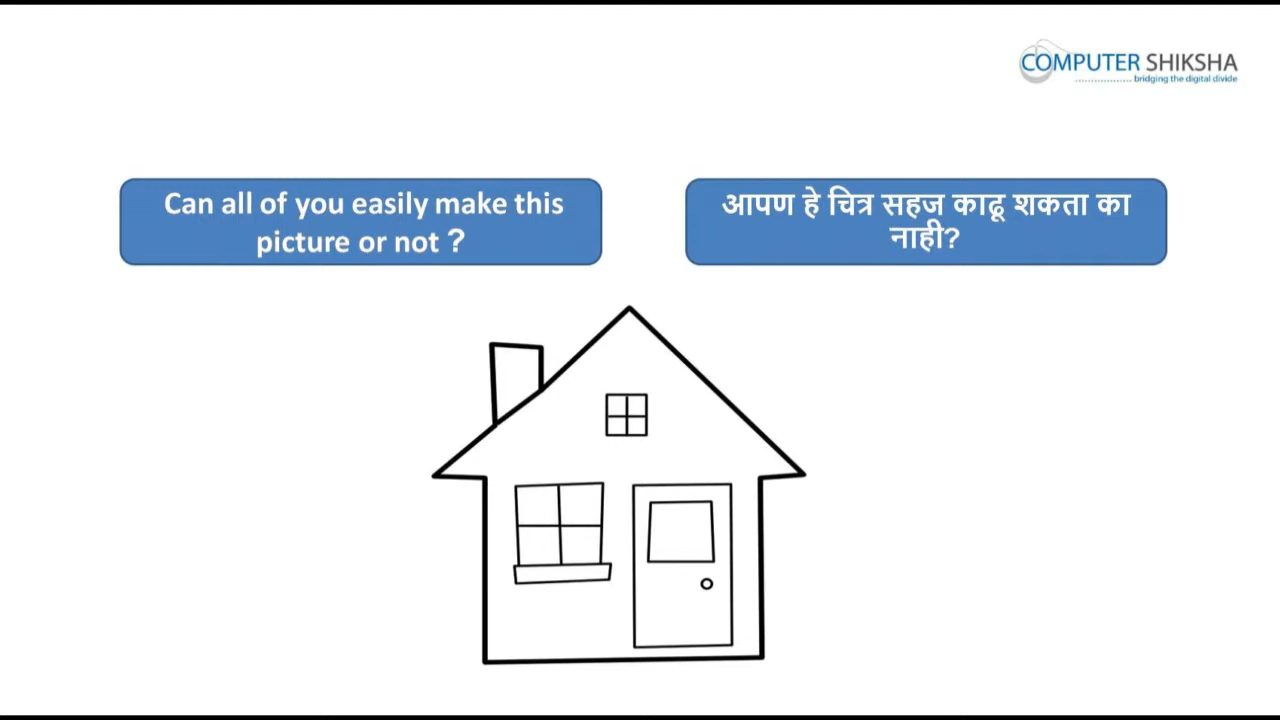 COMPUTER SHIKSHA
bridging the digital divide
Can all of you easily make this
picture or not ?
आपण हे चित्र सहज काढू शकता का
नाही?